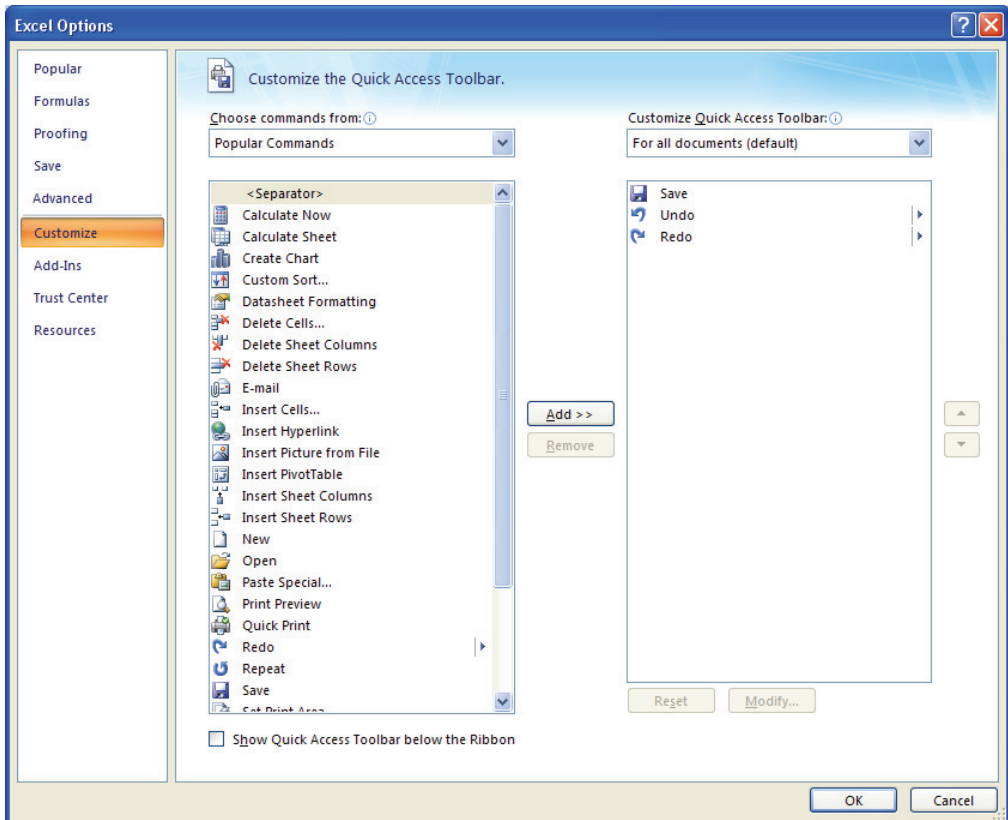 Excel Options
Popular
Formulas
Proofing
Save
Advanced
Customize
Add-Ins
Trust Center
Resources
Customize the Quick Access Toolbar.
Choose commands from:
Popular Commands
<Separator>
Calculate Now
Calculate Sheet
Create Chart
Custom Sort...
Datasheet Formatting
Delete Cells...
Delete Sheet Columns
Delete Sheet Rows
E-mail
Insert Cells...
Insert Hyperlink
Insert Picture from File
Insert PivotTable
Insert Sheet Columns
Insert Sheet Rows
New
Open
Paste Special...
Print Preview
Quick Print
Redo
Repeat
Save
Set Print Area
Show Quick Access Toolbar below the Ribbon
Add >>
Remove
Customize Quick Access Toolbar:
For all documents (default)
Save
Undo
Redo
Reset
Modify...
OK
Cancel